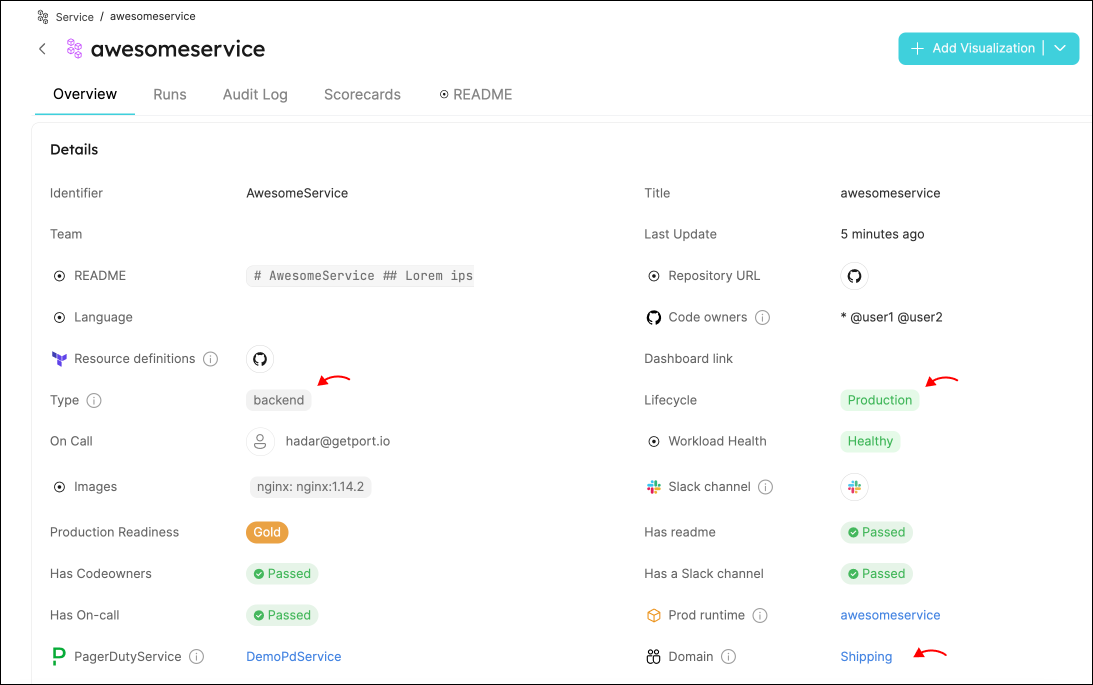 Service / awesomeservice
awesomeservice
+ Add Visualization
Overview Runs Audit Log Scorecards README
Details
Identifier AwesomeService Title awesomeservice
Team Last Update 5 minutes ago
README # AwesomeService ## Lorem ips Repository URL
Language Code owners * @user1 @user2
Resource definitions Dashboard link
Type backend Lifecycle Production
On Call hadar@getport.io Workload Health Healthy
Images nginx: nginx:1.14.2 Slack channel
Production Readiness Gold Has readme Passed
Has Codeowners Passed Has a Slack channel Passed
Has On-call Passed Prod runtime awesomeservice
PagerDutyService DemoPdService Domain Shipping